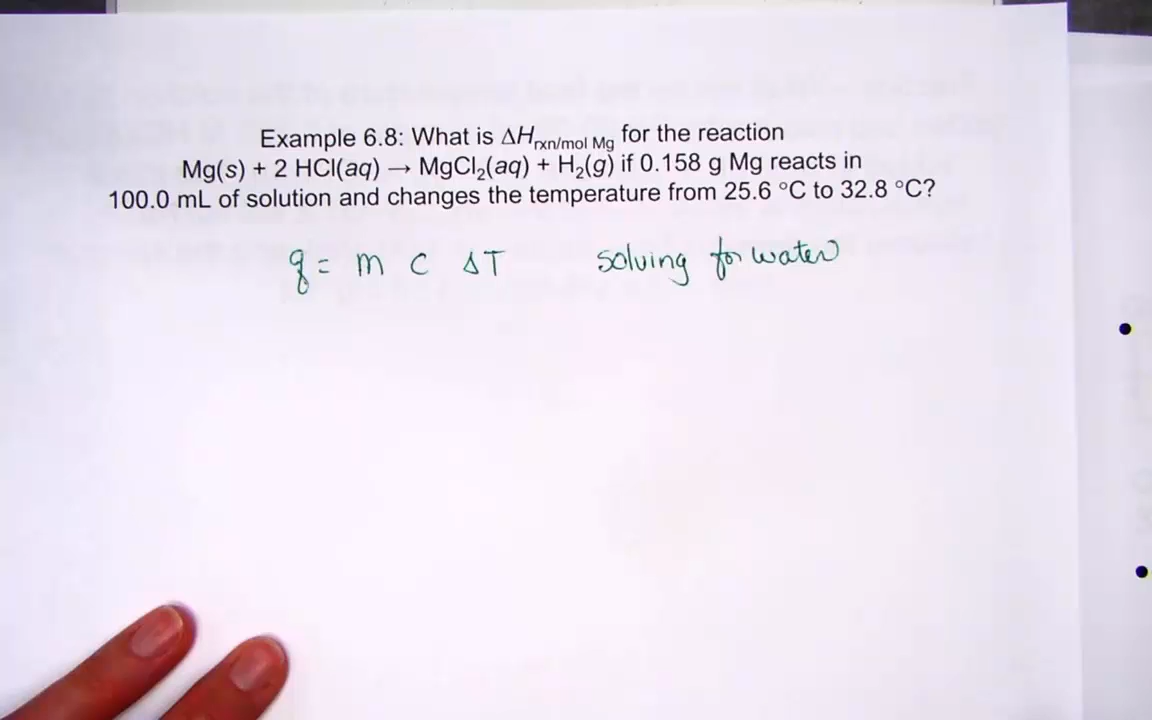 Example 6.8: What is ΔHrxn/mol Mg for the reaction
Mg(s) + 2 HCl(aq) → MgCl2(aq) + H2(g) if 0.158 g Mg reacts in
100.0 mL of solution and changes the temperature from 25.6 °C to 32.8 °C?
q = m c ΔT solving for water